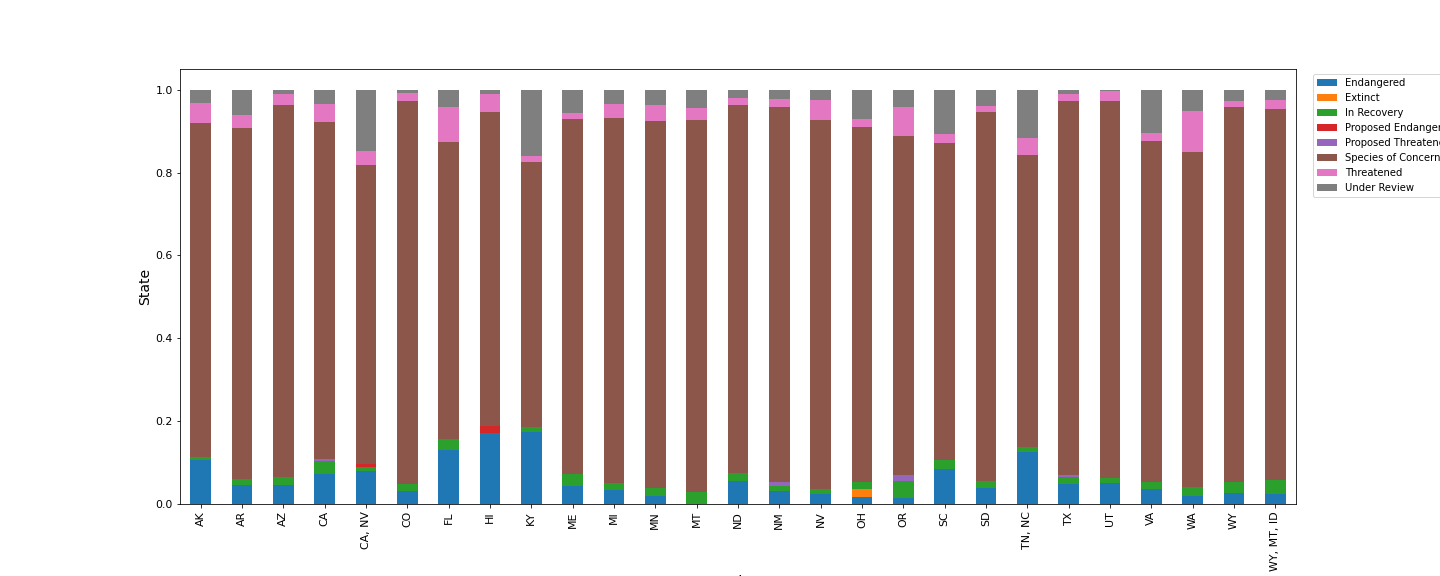 1.0
0.8
0.6
0.4
0.2
0.0
State
AK
AR
AZ
CA
CA, NV
CO
FL
HI
KY
ME
MI
MN
MT
ND
NM
NV
OH
OR
SC
SD
TN, NC
TX
UT
VA
WA
WY
WY, MT, ID
Endangered
Extinct
In Recovery
Proposed Endanger
Proposed Threatene
Species of Concern
Threatened
Under Review